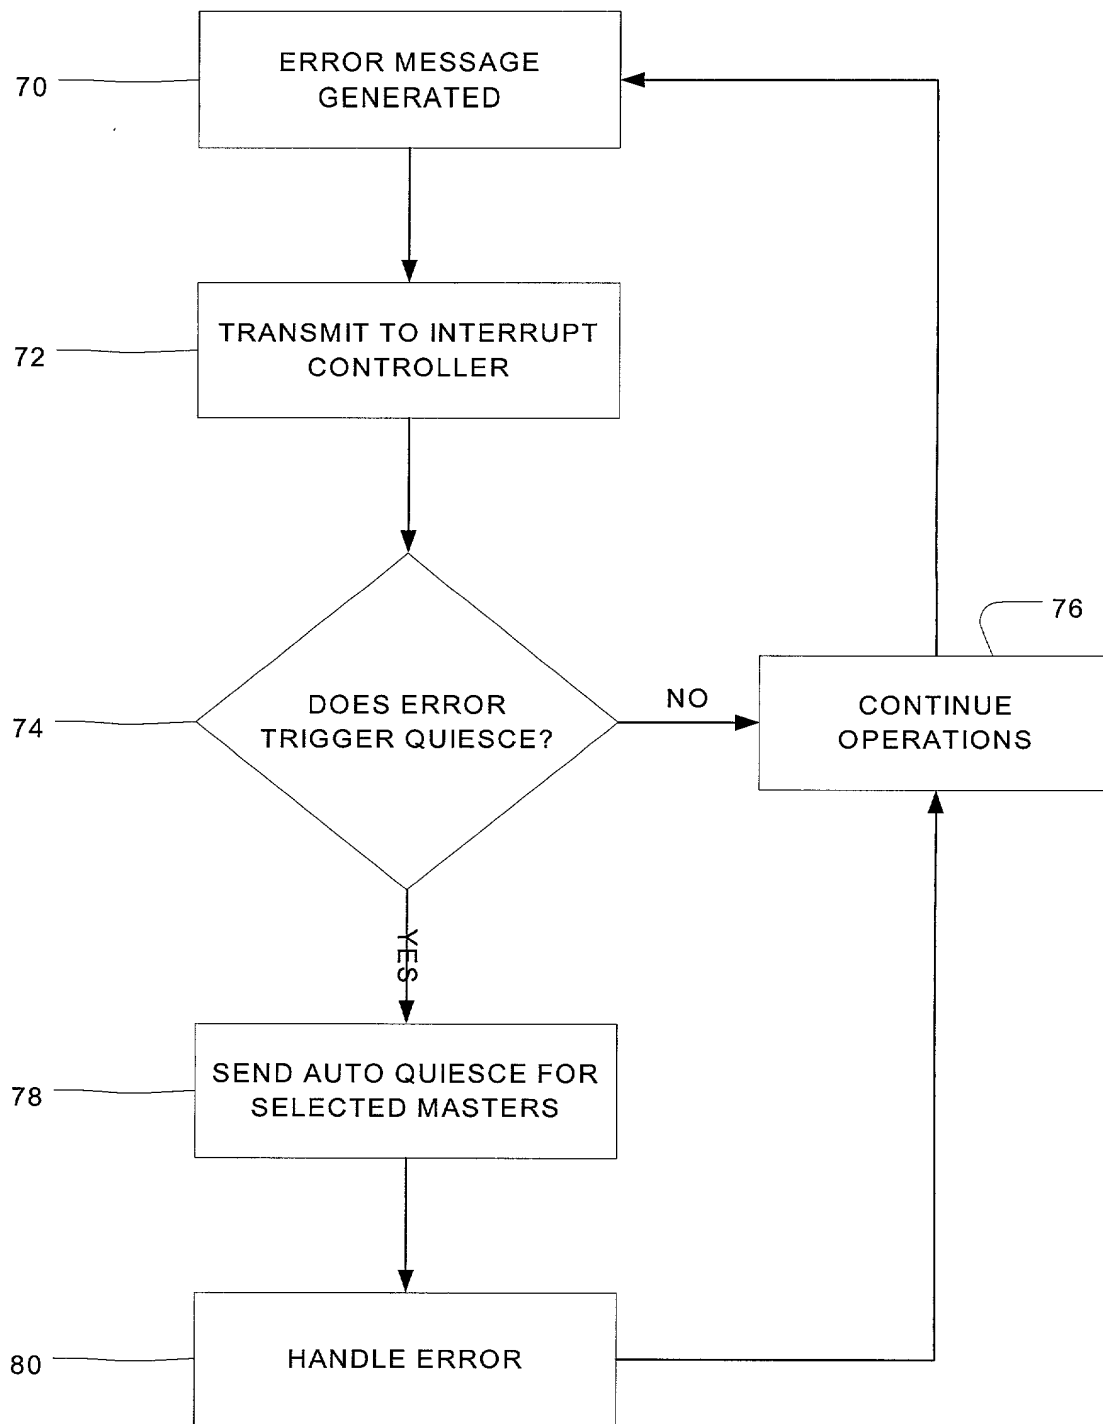 70
ERROR MESSAGE
GENERATED
72
TRANSMIT TO INTERRUPT
CONTROLLER
74
DOES ERROR
TRIGGER QUIESCE?
NO
76
CONTINUE
OPERATIONS
YES
78
SEND AUTO QUIESCE FOR
SELECTED MASTERS
80
HANDLE ERROR